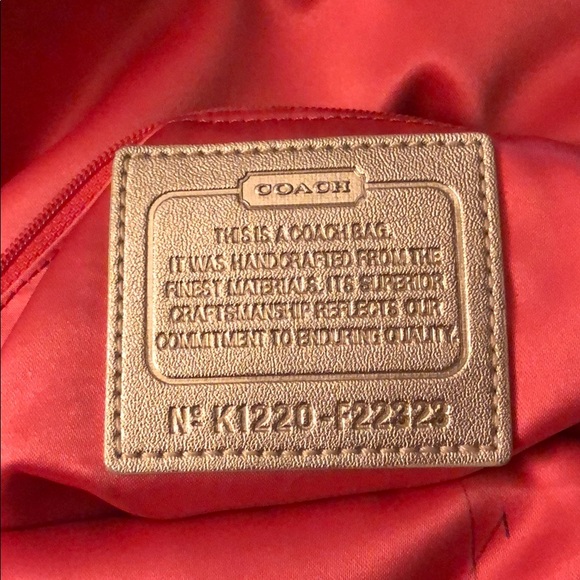 COACH
THIS IS A COACH BAG.
IT WAS HANDCRAFTED FROM THE
FINEST MATERIALS. ITS SUPERIOR
CRAFTSMANSHIP REFLECTS OUR
COMMITMENT TO ENDURING QUALITY.
Nº K1220-F22323